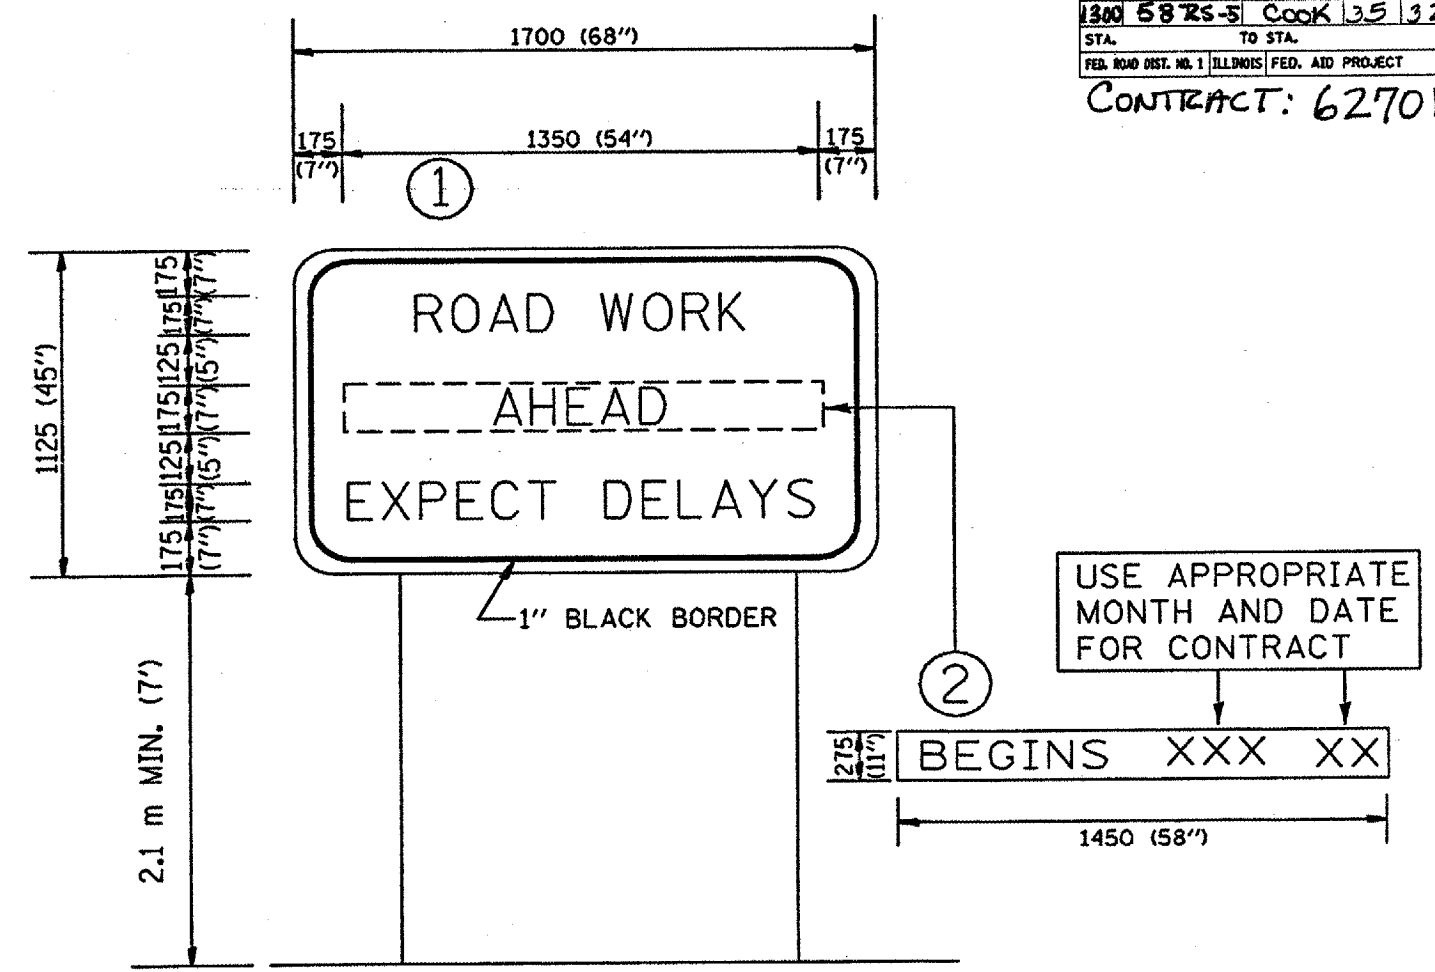 1300 58RS-5 COOK 35
STA. TO STA.
FED. ROAD DIST. NO. 1 ILLINOIS FED. AID PROJECT
CONTRACT: 6270
1700 (68")
175 (7")
1350 (54")
175 (7")
1
1125 (45")
175 (7")
175 (7")
125 (5")
175 (7")
125 (5")
175 (7")
175 (7")
ROAD WORK
AHEAD
EXPECT DELAYS
1" BLACK BORDER
2.1 m MIN. (7')
USE APPROPRIATE
MONTH AND DATE
FOR CONTRACT
2
275 (11")
BEGINS XXX XX
1450 (58")